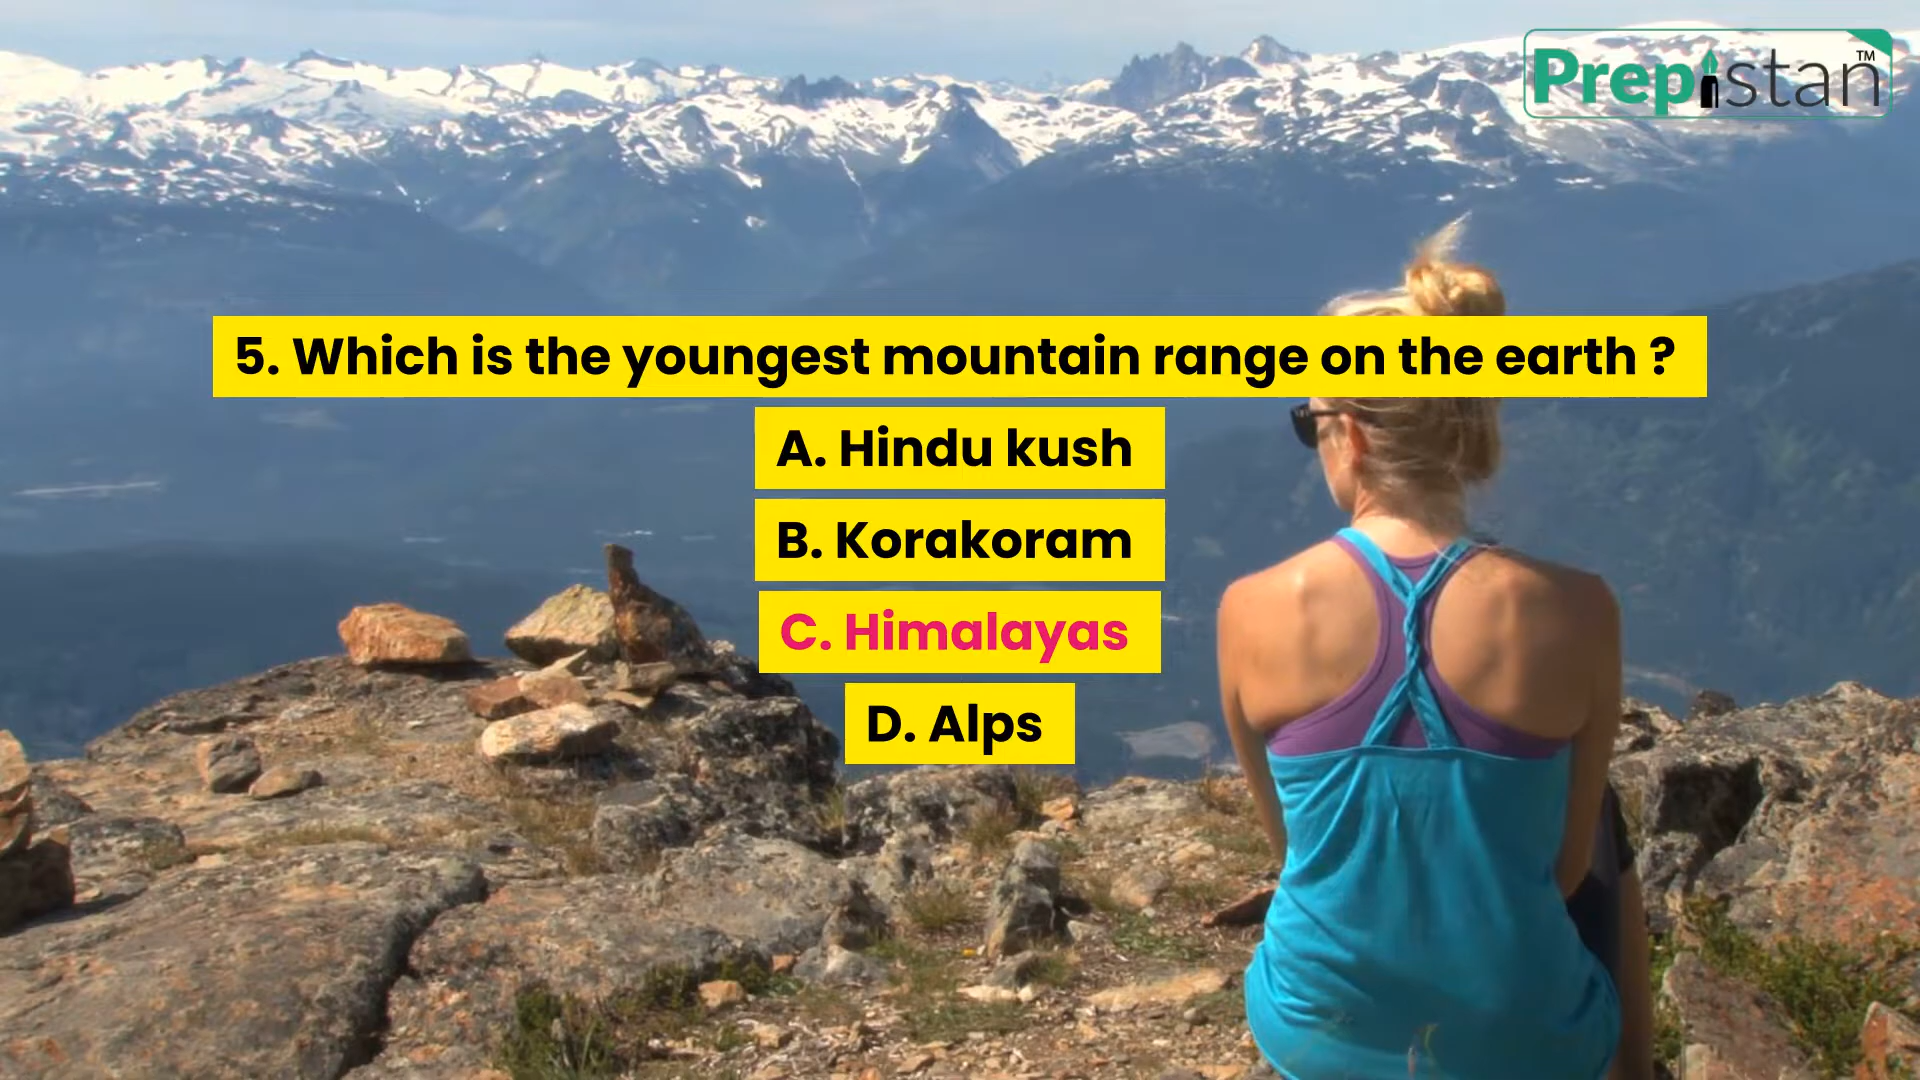 Prepistan™
5. Which is the youngest mountain range on the earth ?
A. Hindu kush
B. Korakoram
C. Himalayas
D. Alps